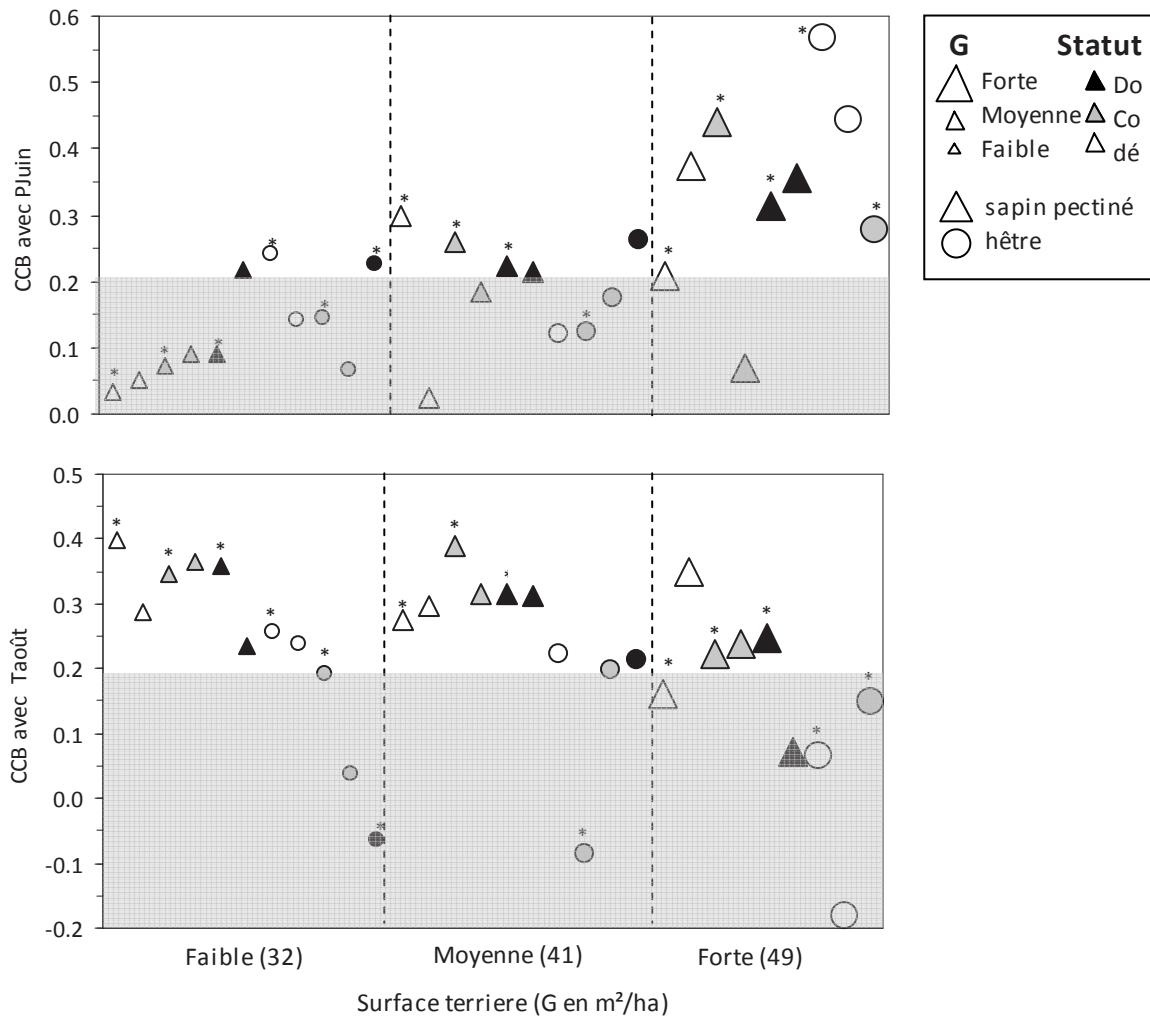 0.6
0.5
0.4
0.3
0.2
0.1
0.0
CCB avec PJuin
* * * * * * * * * * * * * * * *
G Statut
Forte Do
Moyenne Co
Faible dé
sapin pectiné
hêtre
0.5
0.4
0.3
0.2
0.1
0.0
-0.1
-0.2
CCB avec Taoût
* * * * * * * * * * * * * * *
Faible (32) Moyenne (41) Forte (49)
Surface terriere (G en m²/ha)